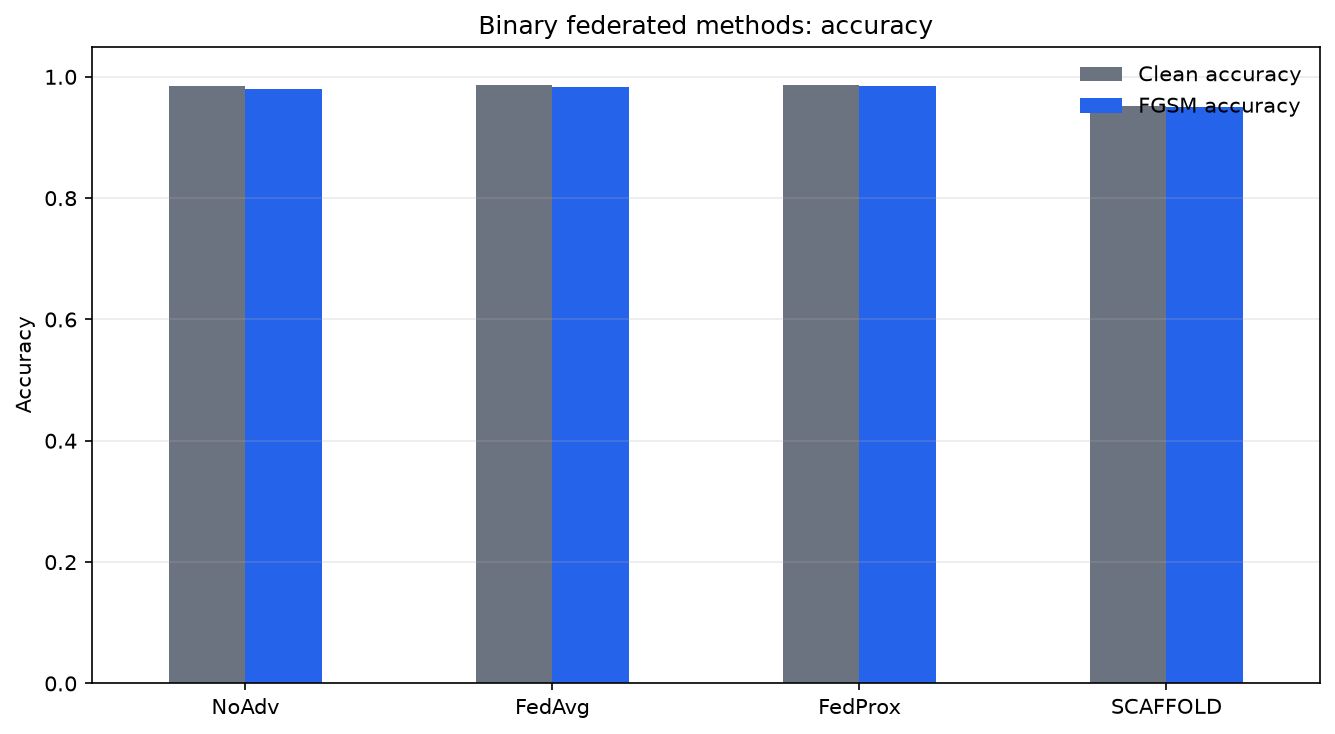 Binary federated methods: accuracy
Clean accuracy
FGSM accuracy
Accuracy
1.0
0.8
0.6
0.4
0.2
0.0
NoAdv
FedAvg
FedProx
SCAFFOLD